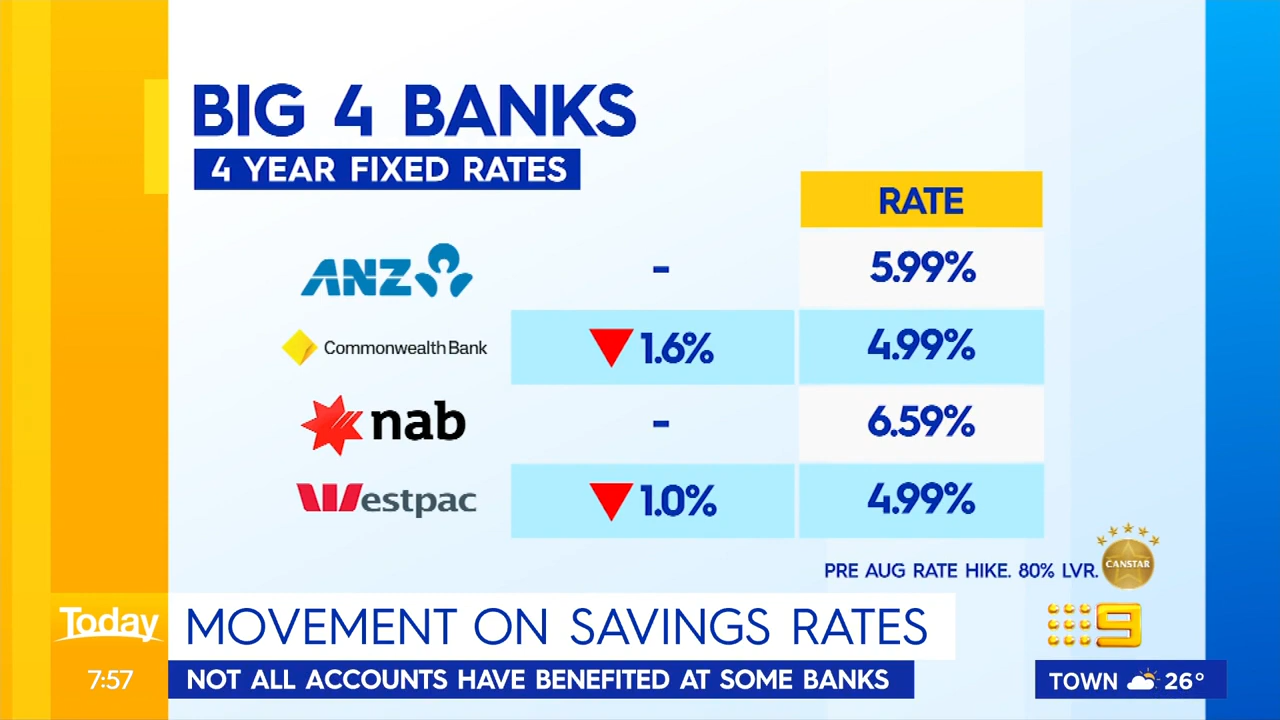 BIG 4 BANKS
4 YEAR FIXED RATES
RATE
ANZ - 5.99%
CommonwealthBank 1.6% 4.99%
nab - 6.59%
Westpac 1.0% 4.99%
PRE AUG RATE HIKE. 80% LVR.
CANSTAR
Today
MOVEMENT ON SAVINGS RATES
9
7:57
NOT ALL ACCOUNTS HAVE BENEFITED AT SOME BANKS
TOWN 26°